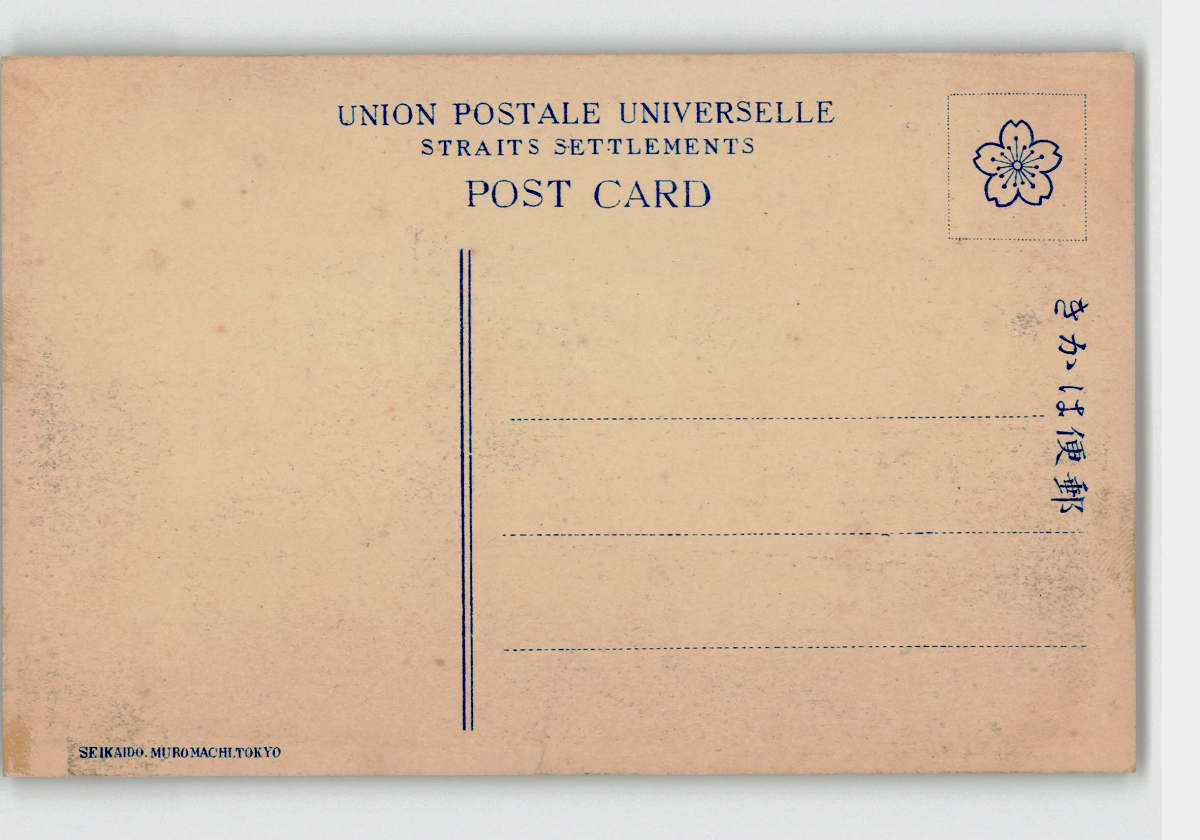 UNION POSTALE UNIVERSELLE
STRAITS SETTLEMENTS
POST CARD
きかは便郵
SEIKAIDO. MUROMACHI.TOKYO